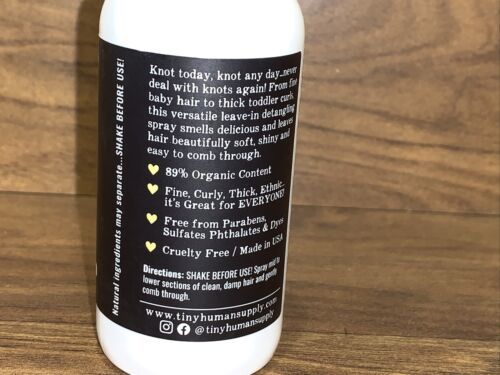 Natural ingredients may separate...SHAKE BEFORE USE!
Knot today, knot any day...never
deal with knots again! From fine
baby hair to thick toddler curls,
this versatile leave-in detangling
spray smells delicious and leaves
hair beautifully soft, shiny and
easy to comb through.
89% Organic Content
Fine, Curly, Thick, Ethnic...
it's Great for EVERYONE!
Free from Parabens,
Sulfates Phthalates & Dyes
Cruelty Free / Made in USA
Directions: SHAKE BEFORE USE! Spray mid to
lower sections of clean, damp hair and gently
comb through.
www.tinyhumansupply.com
@tinyhumansupply